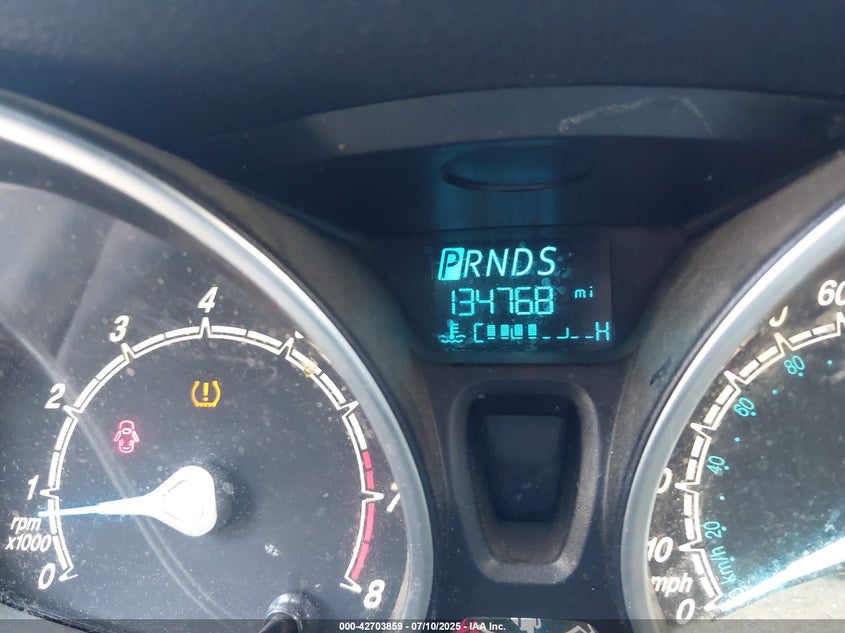 PRNDS
134768 mi
C H
0 1 2 3 4 7 8
rpm
x1000
0 10 60
mph
km/h 20 40 60 80
000-42703859 - 07/10/2025 - IAA Inc.